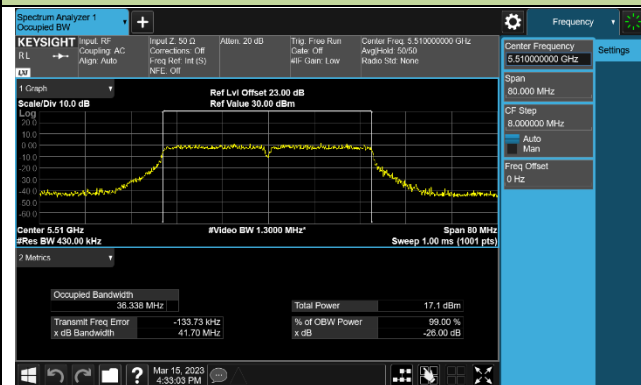 Spectrum Analyzer 1
Occupied BW
+
Frequency
KEYSIGHT
Input: RF
Input Z: 50 Ω
Atten: 20 dB
Trig: Free Run
Center Freq: 5.510000000 GHz
RL
Coupling: AC
Corrections: Off
Gate: Off
Avg|Hold: 50/50
Align: Auto
Freq Ref: Int (S)
#IF Gain: Low
Radio Std: None
NFE: Off
Center Frequency
5.510000000 GHz
Settings
Span
80.000 MHz
CF Step
8.000000 MHz
Auto
Man
Freq Offset
0 Hz
1 Graph
Ref Lvl Offset 23.00 dB
Scale/Div 10.0 dB
Ref Value 30.00 dBm
Log
20.0
10.0
0.00
-10.0
-20.0
-30.0
-40.0
-50.0
-60.0
Center 5.51 GHz
#Video BW 1.3000 MHz*
Span 80 MHz
#Res BW 430.00 kHz
Sweep 1.00 ms (1001 pts)
2 Metrics
Occupied Bandwidth
36.338 MHz
Total Power
17.1 dBm
Transmit Freq Error
-133.73 kHz
% of OBW Power
99.00 %
x dB Bandwidth
41.70 MHz
x dB
-26.00 dB
?
Mar 15, 2023
4:33:03 PM